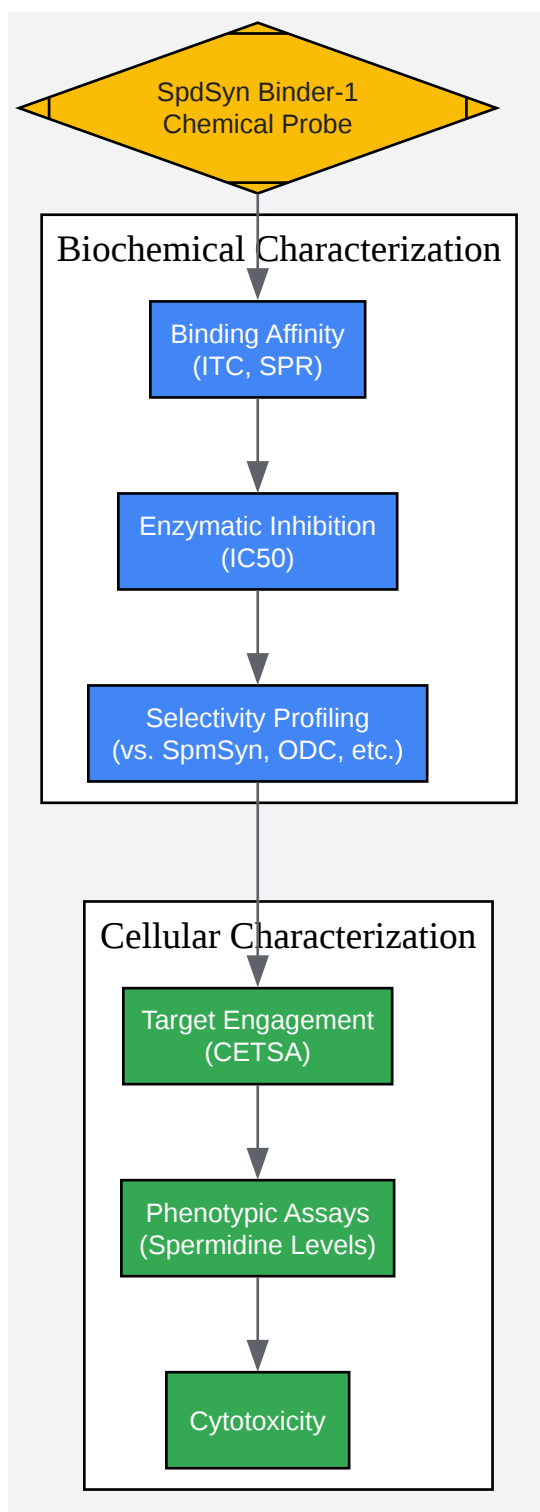 SpdSyn Binder-1
Chemical Probe
Biochemical Characterization
Binding Affinity
(ITC, SPR)
Enzymatic Inhibition
(IC50)
Selectivity Profiling
(vs. SpmSyn, ODC, etc.)
Cellular Characterization
Target Engagement
(CETSA)
Phenotypic Assays
(Spermidine Levels)
Cytotoxicity